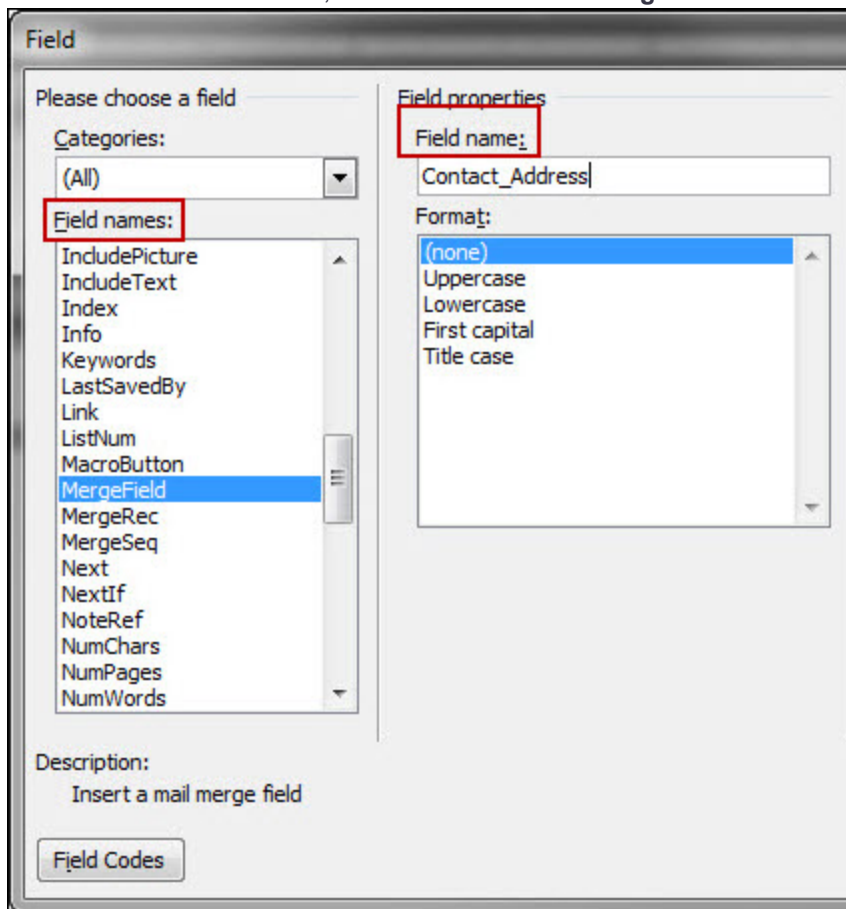 Field
Please choose a field
Categories:
(All)
Field names:
IncludePicture
IncludeText
Index
Info
Keywords
LastSavedBy
Link
ListNum
MacroButton
MergeField
MergeRec
MergeSeq
Next
NextIf
NoteRef
NumChars
NumPages
NumWords
Field properties
Field name:
Contact_Address
Format:
(none)
Uppercase
Lowercase
First capital
Title case
Description:
Insert a mail merge field
Field Codes